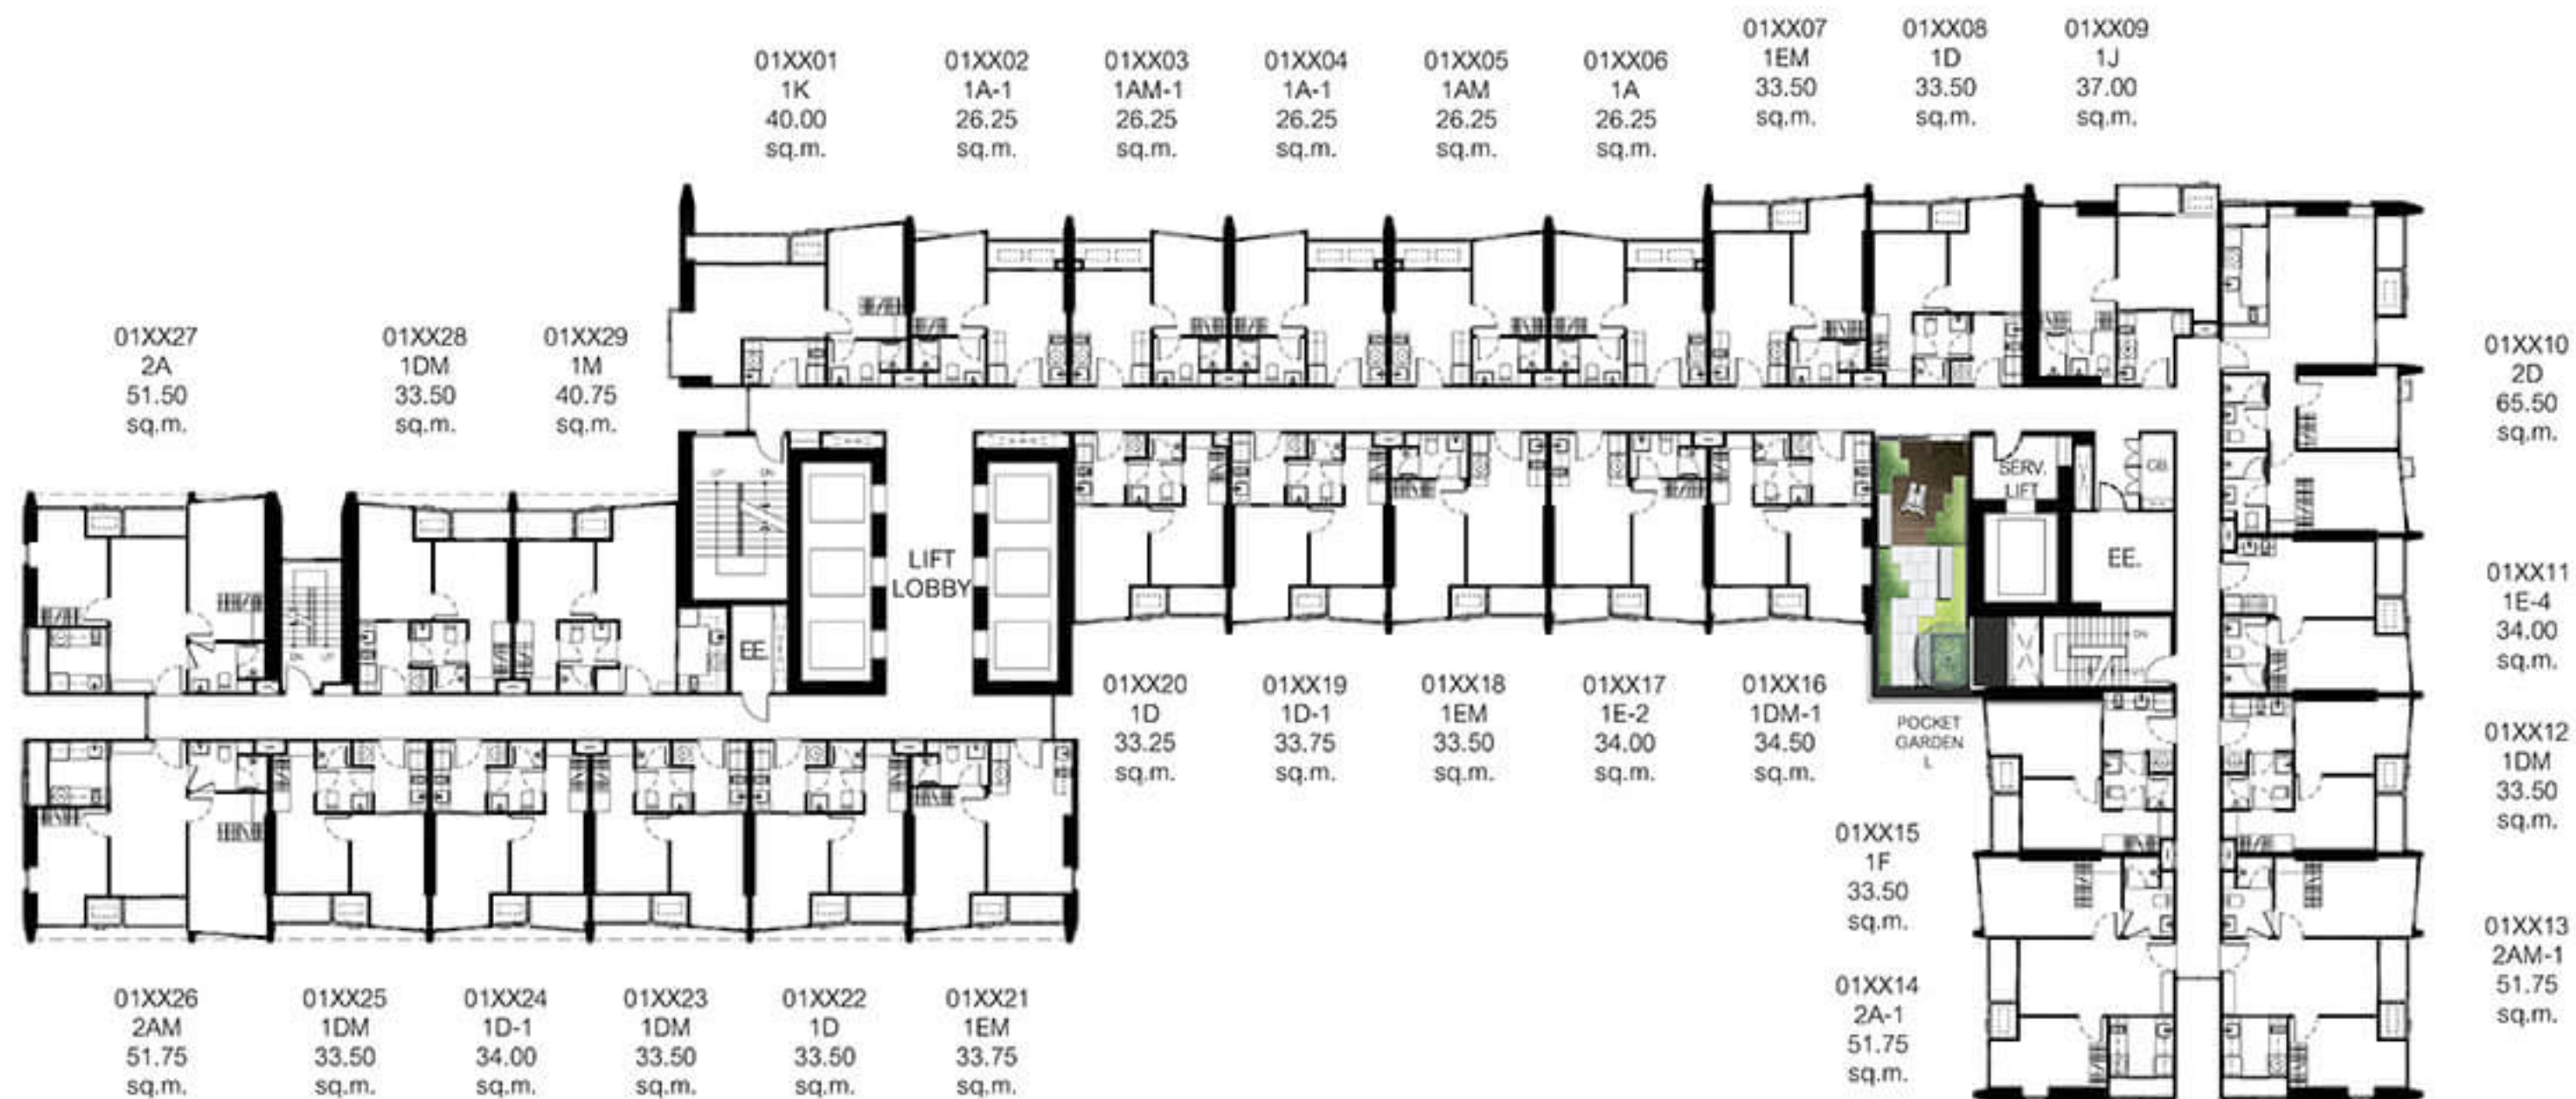 01XX01
1K
40.00
sq.m.
01XX02
1A-1
26.25
sq.m.
01XX03
1AM-1
26.25
sq.m.
01XX04
1A-1
26.25
sq.m.
01XX05
1AM
26.25
sq.m.
01XX06
1A
26.25
sq.m.
01XX07
1EM
33.50
sq.m.
01XX08
1D
33.50
sq.m.
01XX09
1J
37.00
sq.m.
01XX27
2A
51.50
sq.m.
01XX28
1DM
33.50
sq.m.
01XX29
1M
40.75
sq.m.
01XX10
2D
65.50
sq.m.
UP DN
LIFT
LOBBY
EE.
DN UP
SERV.
LIFT
CB.
EE.
DN
01XX11
1E-4
34.00
sq.m.
01XX20
1D
33.25
sq.m.
01XX19
1D-1
33.75
sq.m.
01XX18
1EM
33.50
sq.m.
01XX17
1E-2
34.00
sq.m.
01XX16
1DM-1
34.50
sq.m.
POCKET
GARDEN
L
01XX12
1DM
33.50
sq.m.
01XX15
1F
33.50
sq.m.
01XX13
2AM-1
51.75
sq.m.
01XX14
2A-1
51.75
sq.m.
01XX26
2AM
51.75
sq.m.
01XX25
1DM
33.50
sq.m.
01XX24
1D-1
34.00
sq.m.
01XX23
1DM
33.50
sq.m.
01XX22
1D
33.50
sq.m.
01XX21
1EM
33.75
sq.m.